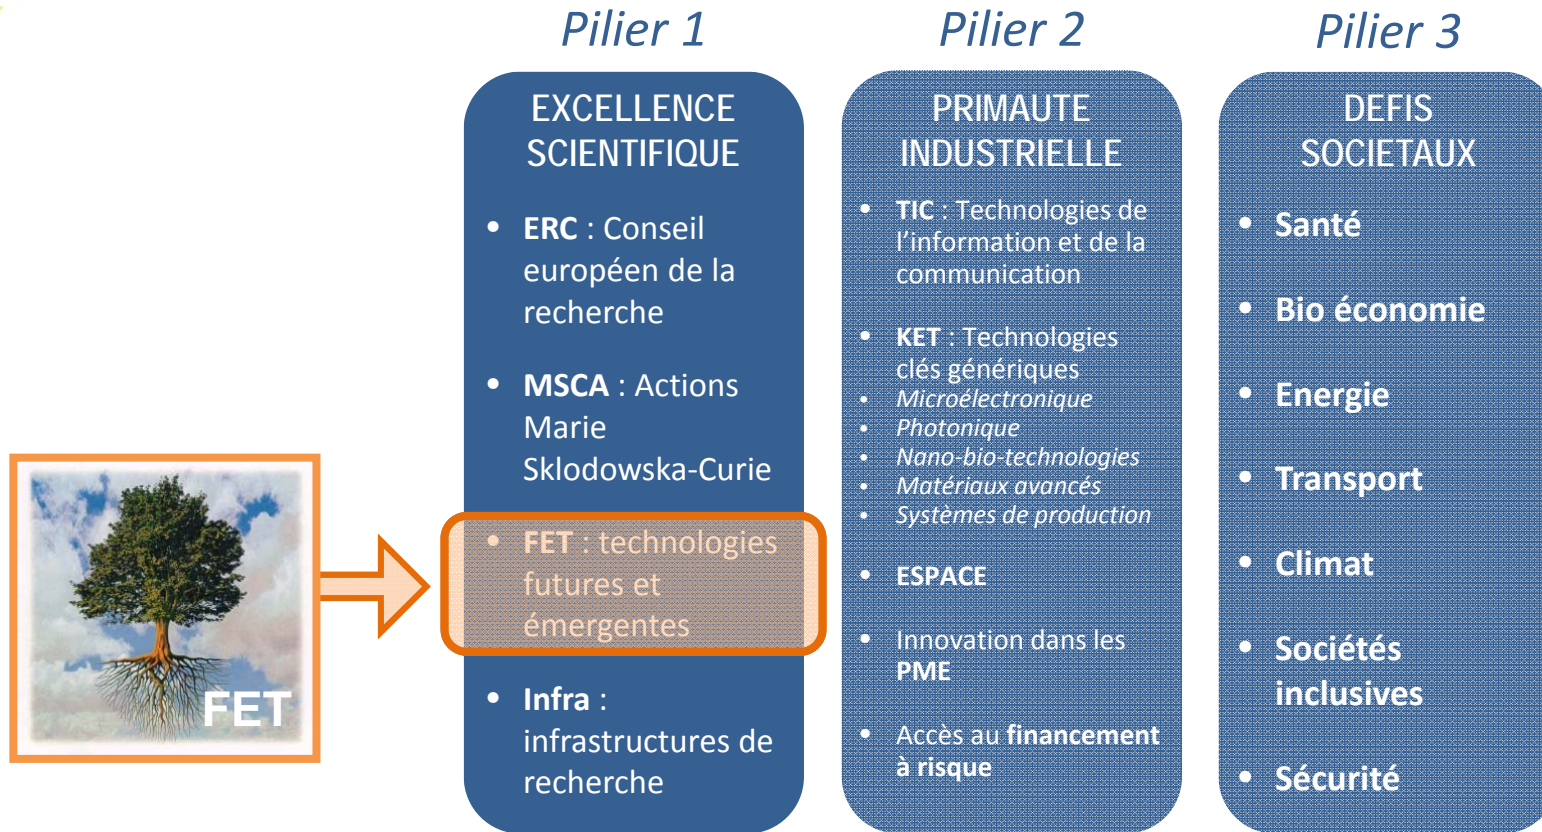 Pilier 1
EXCELLENCE
SCIENTIFIQUE
• ERC : Conseil
européen de la
recherche
• MSCA : Actions
Marie
Sklodowska-Curie
• FET : technologies
futures et
émergentes
• Infra :
infrastructures de
recherche
Pilier 2
PRIMAUTE
INDUSTRIELLE
• TIC : Technologies de
l’information et de la
communication
• KET : Technologies
clés génériques
• Microélectronique
• Photonique
• Nano-bio-technologies
• Matériaux avancés
• Systèmes de production
• ESPACE
• Innovation dans les
PME
• Accès au financement
à risque
Pilier 3
DEFIS
SOCIETAUX
• Santé
• Bio économie
• Energie
• Transport
• Climat
• Sociétés
inclusives
• Sécurité
FET